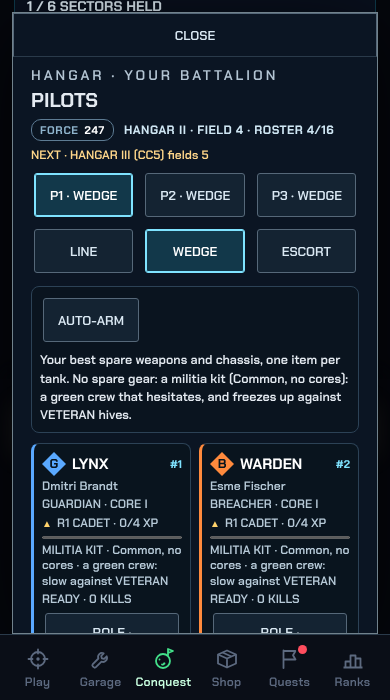 1 / 6 SECTORS HELD
CLOSE
HANGAR · YOUR BATTALION
PILOTS
FORCE 247 HANGAR II · FIELD 4 · ROSTER 4/16
NEXT · HANGAR III (CC5) fields 5
P1 · WEDGE P2 · WEDGE P3 · WEDGE
LINE WEDGE ESCORT
AUTO-ARM
Your best spare weapons and chassis, one item per
tank. No spare gear: a militia kit (Common, no cores):
a green crew that hesitates, and freezes up against
VETERAN hives.
G LYNX #1
Dmitri Brandt
GUARDIAN · CORE I
▲ R1 CADET · 0/4 XP
MILITIA KIT · Common, no
cores · a green crew:
slow against VETERAN
READY · 0 KILLS
ROLE ·
B WARDEN #2
Esme Fischer
BREACHER · CORE I
▲ R1 CADET · 0/4 XP
MILITIA KIT · Common, no
cores · a green crew:
slow against VETERAN
READY · 0 KILLS
ROLE ·
Play Garage Conquest Shop Quests Ranks